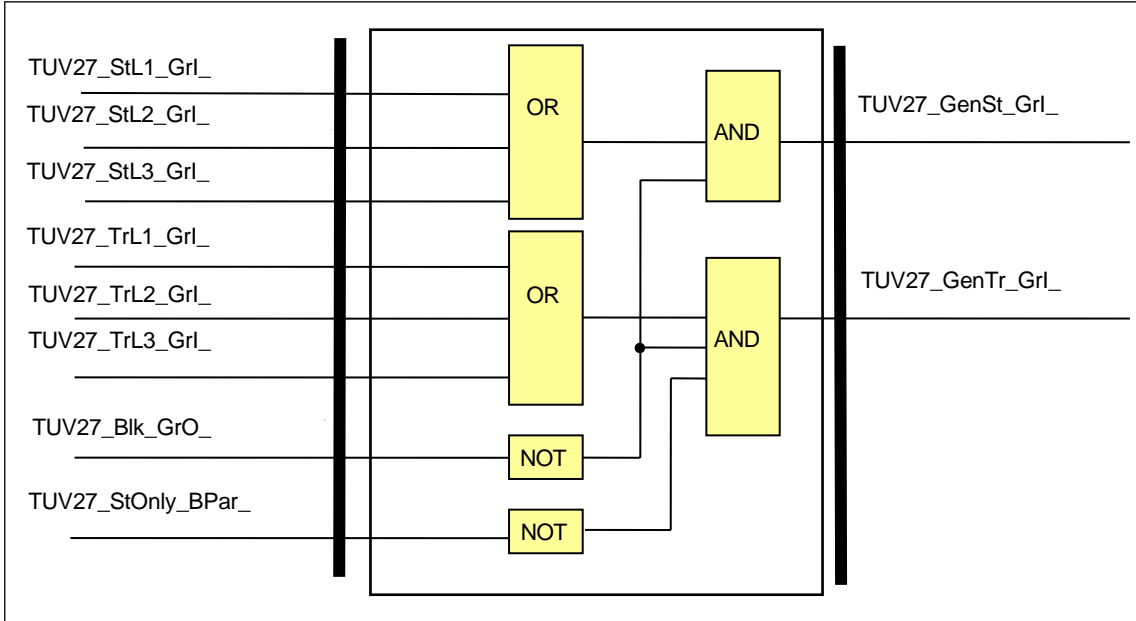 TUV27_StL1_GrI_
TUV27_StL2_GrI_
TUV27_StL3_GrI_
TUV27_TrL1_GrI_
TUV27_TrL2_GrI_
TUV27_TrL3_GrI_
TUV27_Blk_GrO_
TUV27_StOnly_BPar_
OR
OR
NOT
NOT
AND
AND
TUV27_GenSt_GrI_
TUV27_GenTr_GrI_